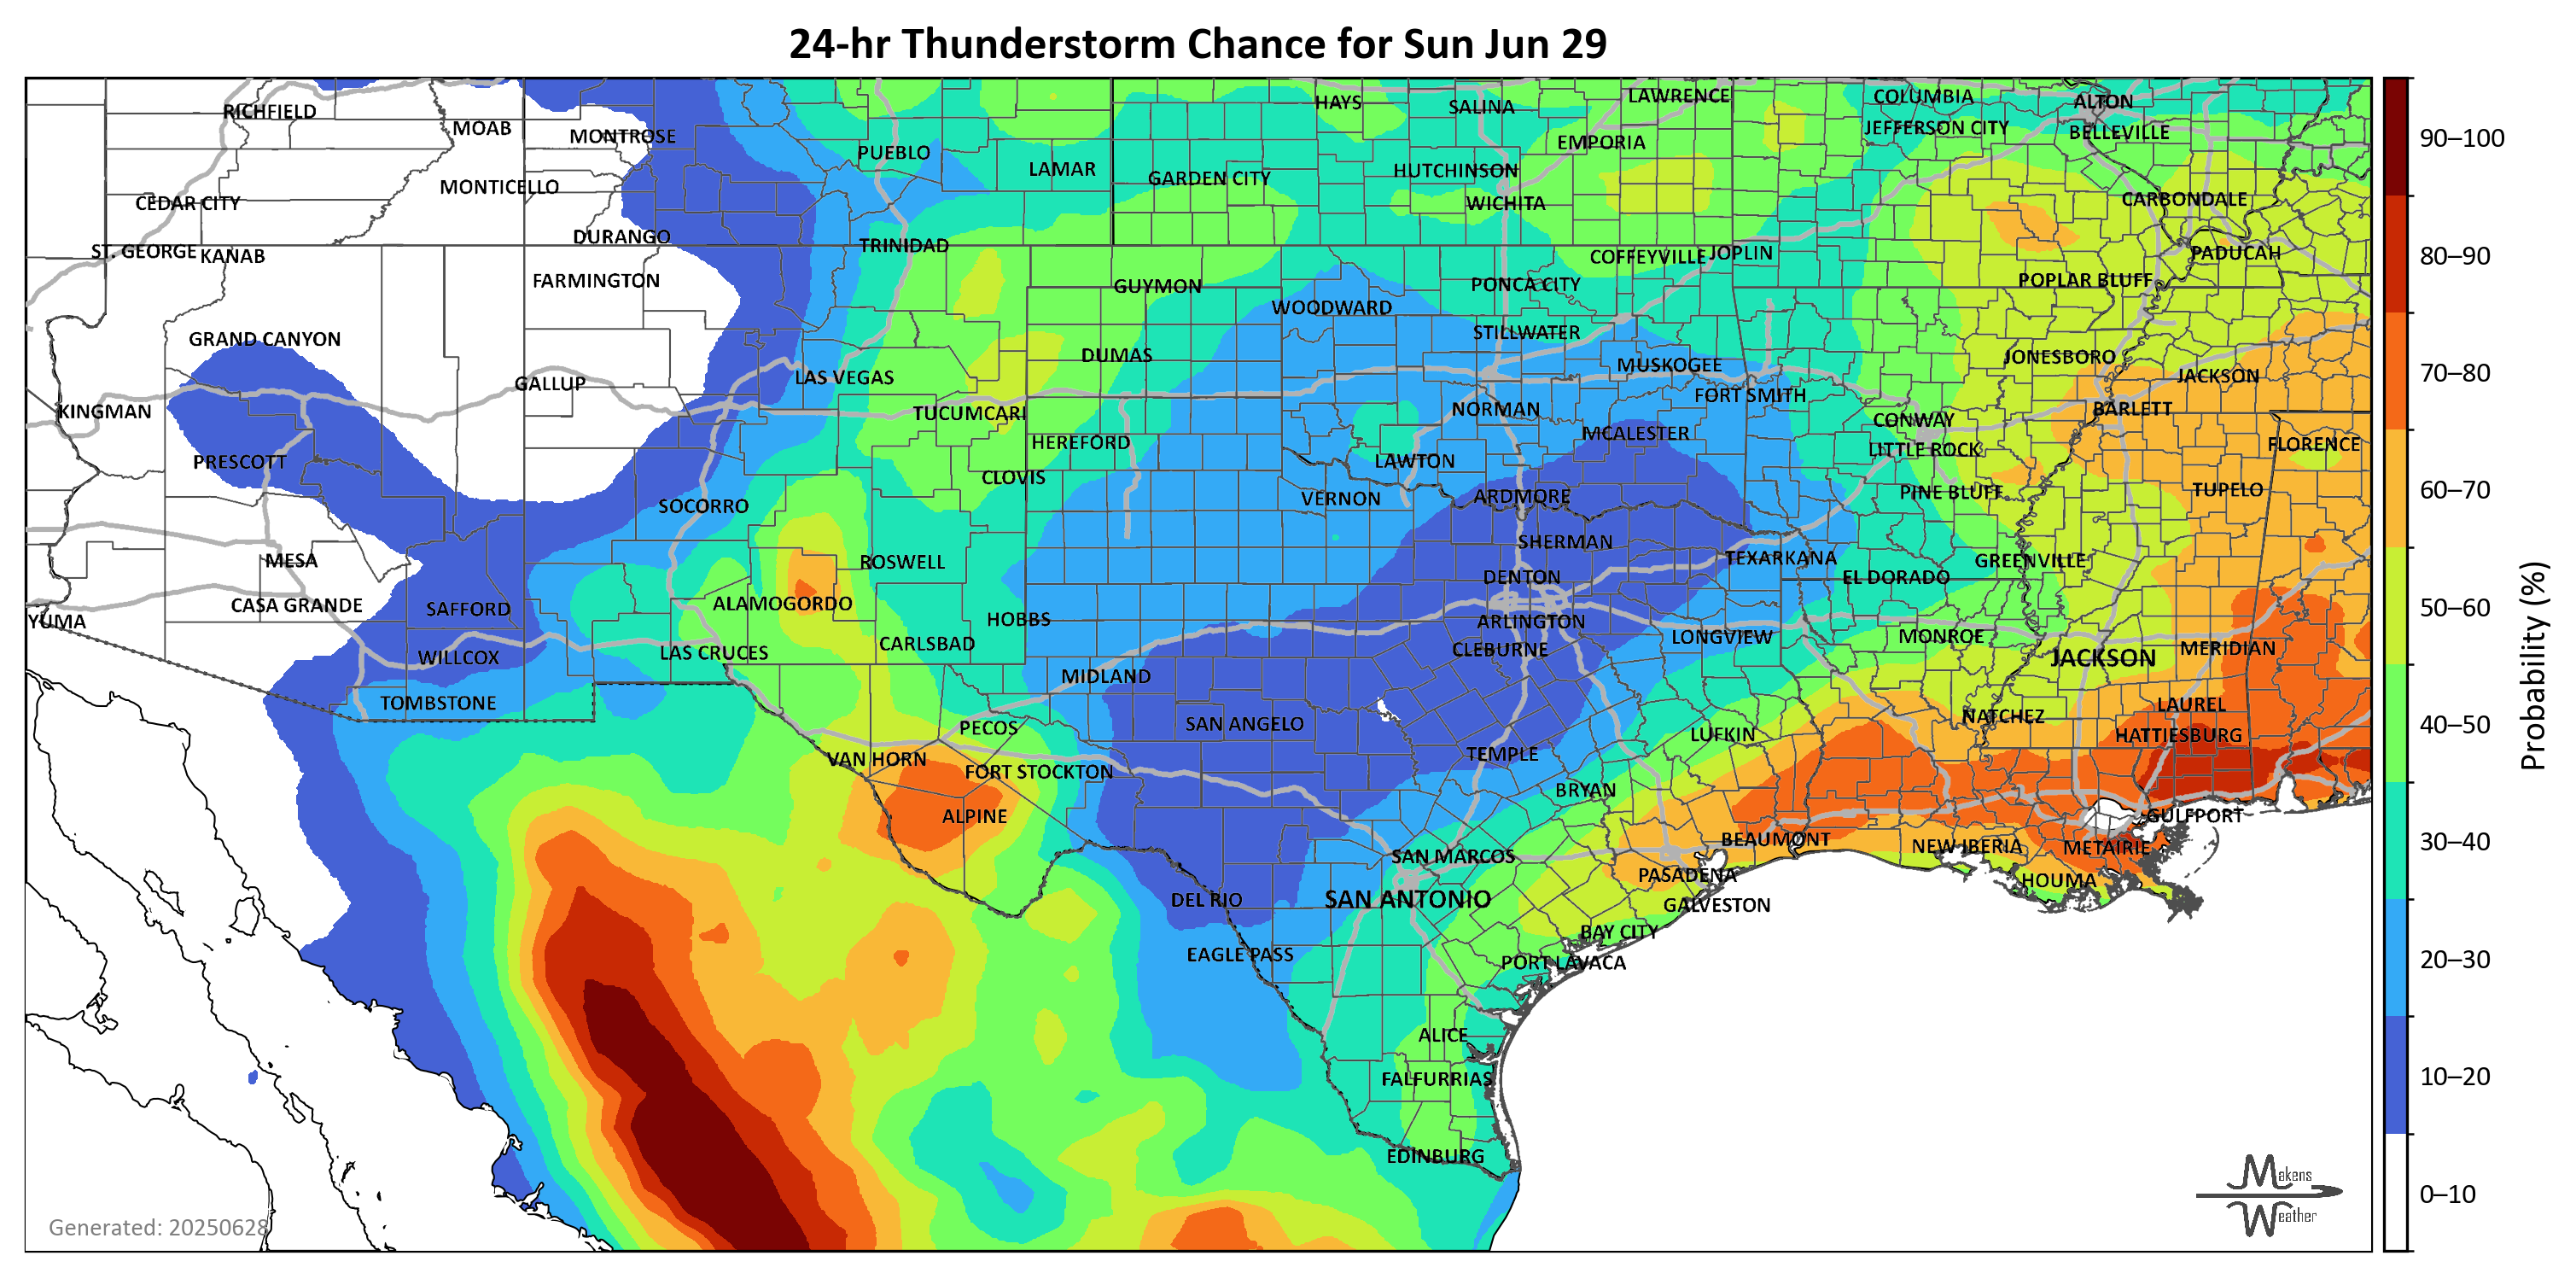 24-hr Thunderstorm Chance for Sun Jun 29
RICHFIELD
MOAB
MONTROSE
PUEBLO
LAMAR
HAYS
SALINA
LAWRENCE
COLUMBIA
ALTON
JEFFERSON CITY
BELLEVILLE
EMPORIA
HUTCHINSON
GARDEN CITY
MONTICELLO
CEDAR CITY
WICHITA
CARBONDALE
DURANGO
TRINIDAD
ST. GEORGE
KANAB
COFFEYVILLE
JOPLIN
PADUCAH
FARMINGTON
GUYMON
PONCA CITY
POPLAR BLUFF
WOODWARD
STILLWATER
GRAND CANYON
DUMAS
JONESBORO
MUSKOGEE
GALLUP
LAS VEGAS
JACKSON
FORT SMITH
KINGMAN
TUCUMCARI
NORMAN
BARLETT
CONWAY
MCALESTER
HEREFORD
LITTLE ROCK
FLORENCE
PRESCOTT
LAWTON
CLOVIS
TUPELO
PINE BLUFF
SOCORRO
VERNON
ARDMORE
MESA
ROSWELL
SHERMAN
TEXARKANA
GREENVILLE
DENTON
EL DORADO
CASA GRANDE
SAFFORD
ALAMOGORDO
YUMA
HOBBS
ARLINGTON
CARLSBAD
LONGVIEW
MONROE
MERIDIAN
WILLCOX
LAS CRUCES
CLEBURNE
JACKSON
MIDLAND
TOMBSTONE
LAUREL
PECOS
SAN ANGELO
NATCHEZ
LUFKIN
HATTIESBURG
VAN HORN
TEMPLE
FORT STOCKTON
BRYAN
ALPINE
GULFPORT
BEAUMONT
NEW IBERIA
METAIRIE
SAN MARCOS
PASADENA
HOUMA
DEL RIO
SAN ANTONIO
GALVESTON
BAY CITY
EAGLE PASS
PORT LAVACA
ALICE
FALFURRIAS
EDINBURG
Generated: 20250628
Makens
Weather
90–100
80–90
70–80
60–70
50–60
40–50
30–40
20–30
10–20
0–10
Probability (%)